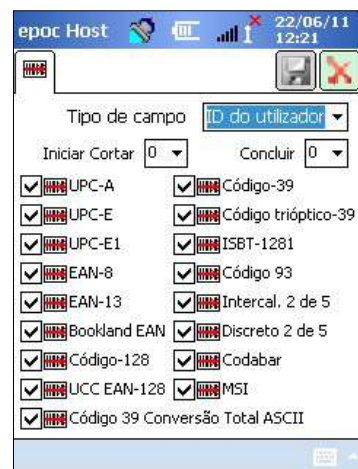 epoc Host 22/06/11 12:21
Tipo de campo ID do utilizador
Iniciar Cortar 0 Concluir 0
UPC-A Código-39
UPC-E Código trióptico-39
UPC-E1 ISBT-1281
EAN-8 Código 93
EAN-13 Intercal. 2 de 5
Bookland EAN Discreto 2 de 5
Código-128 Codabar
UCC EAN-128 MSI
Código 39 Conversão Total ASCII